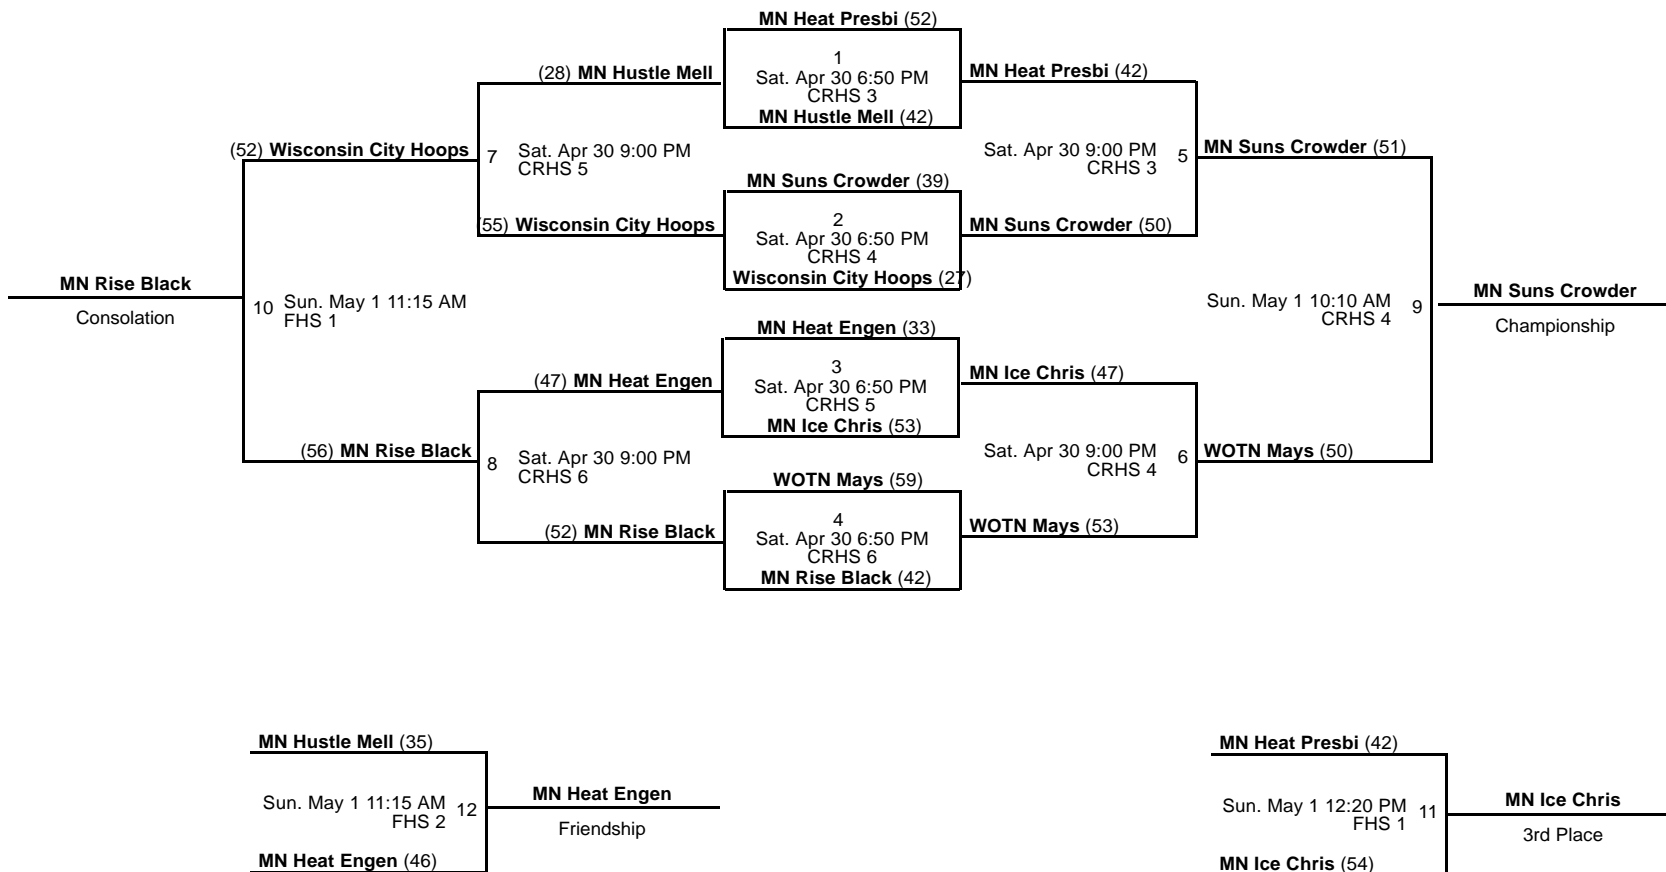 MN Heat Presbi (52)
1
Sat. Apr 30 6:50 PM
CRHS 3
MN Hustle Mell (42)
(28) MN Hustle Mell
MN Heat Presbi (42)
(52) Wisconsin City Hoops
7 Sat. Apr 30 9:00 PM
CRHS 5
Sat. Apr 30 9:00 PM 5
CRHS 3
MN Suns Crowder (51)
MN Suns Crowder (39)
2
Sat. Apr 30 6:50 PM
CRHS 4
Wisconsin City Hoops (27)
(55) Wisconsin City Hoops
MN Suns Crowder (50)
MN Rise Black
Consolation
10 Sun. May 1 11:15 AM
FHS 1
Sun. May 1 10:10 AM 9
CRHS 4
MN Suns Crowder
Championship
MN Heat Engen (33)
3
Sat. Apr 30 6:50 PM
CRHS 5
MN Ice Chris (53)
(47) MN Heat Engen
MN Ice Chris (47)
(56) MN Rise Black
8 Sat. Apr 30 9:00 PM
CRHS 6
Sat. Apr 30 9:00 PM 6
CRHS 4
WOTN Mays (50)
WOTN Mays (59)
4
Sat. Apr 30 6:50 PM
CRHS 6
MN Rise Black (42)
(52) MN Rise Black
WOTN Mays (53)
MN Hustle Mell (35)
Sun. May 1 11:15 AM 12
FHS 2
MN Heat Engen (46)
MN Heat Engen
Friendship
MN Heat Presbi (42)
Sun. May 1 12:20 PM 11
FHS 1
MN Ice Chris (54)
MN Ice Chris
3rd Place